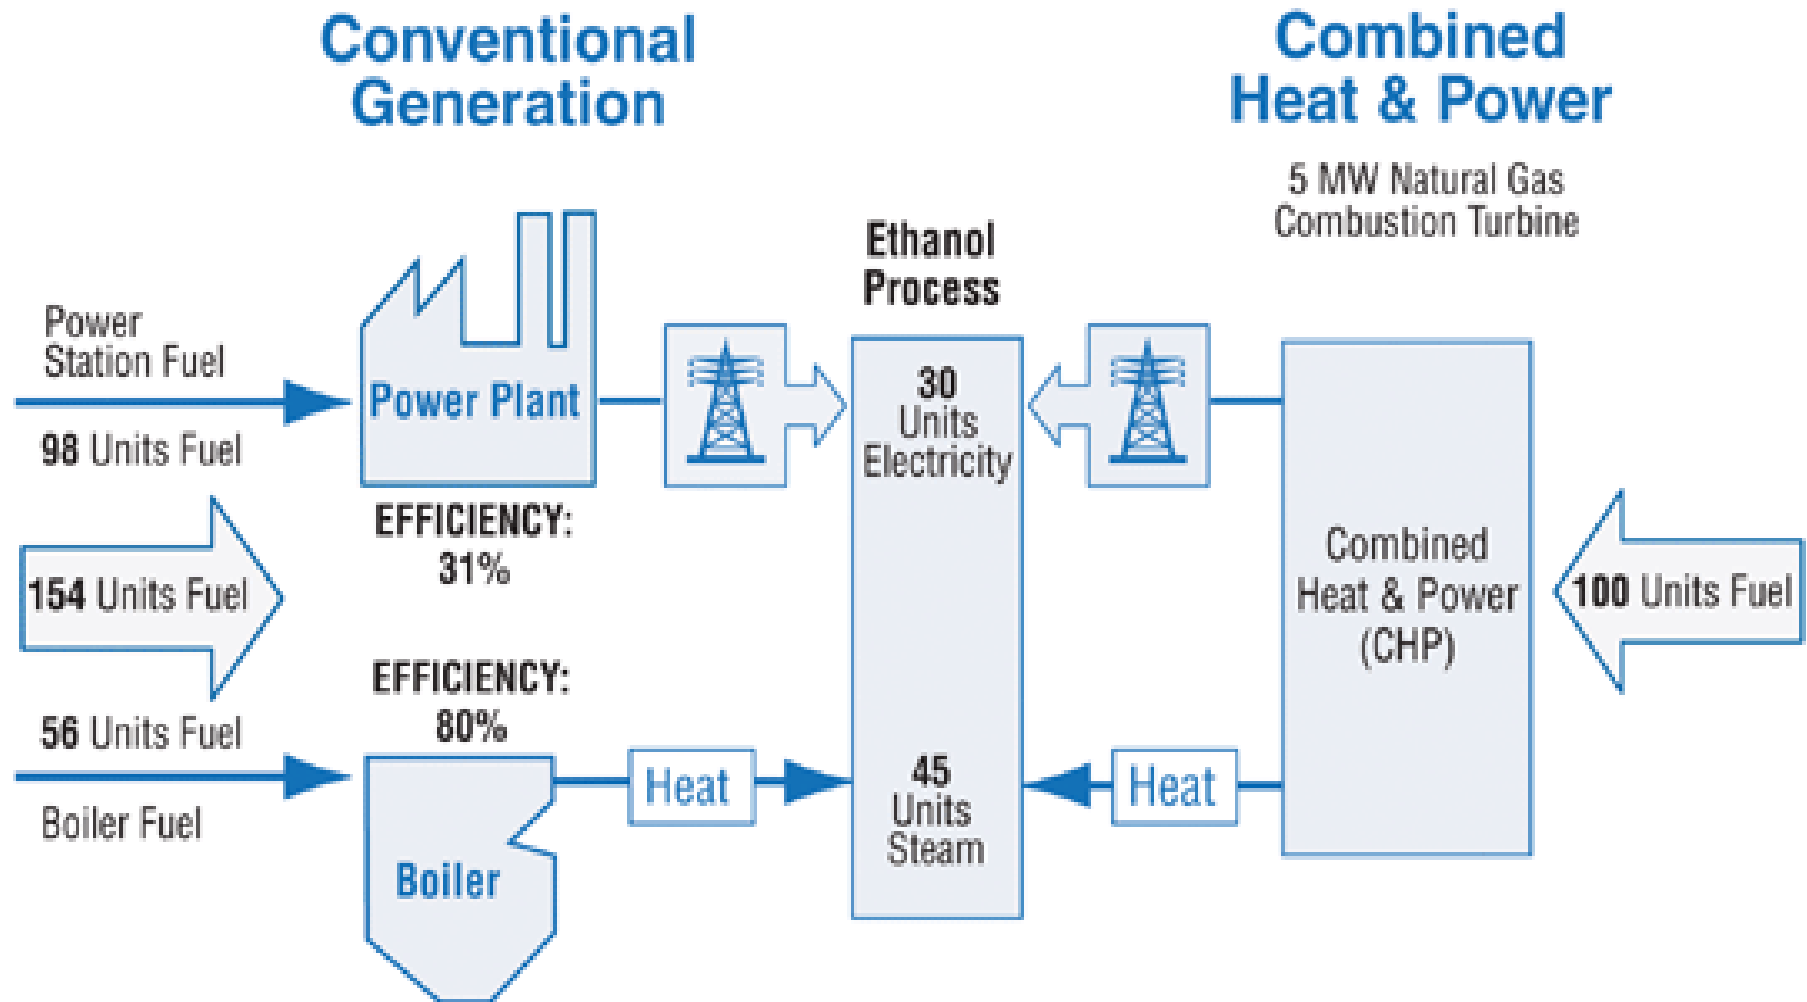 Conventional
Generation
Combined
Heat & Power
5 MW Natural Gas
Combustion Turbine
Ethanol
Process
Power
Station Fuel
98 Units Fuel
Power Plant
EFFICIENCY:
31%
30
Units
Electricity
154 Units Fuel
Combined
Heat & Power
(CHP)
100 Units Fuel
EFFICIENCY:
80%
56 Units Fuel
Boiler Fuel
Boiler
Heat
45
Units
Steam
Heat